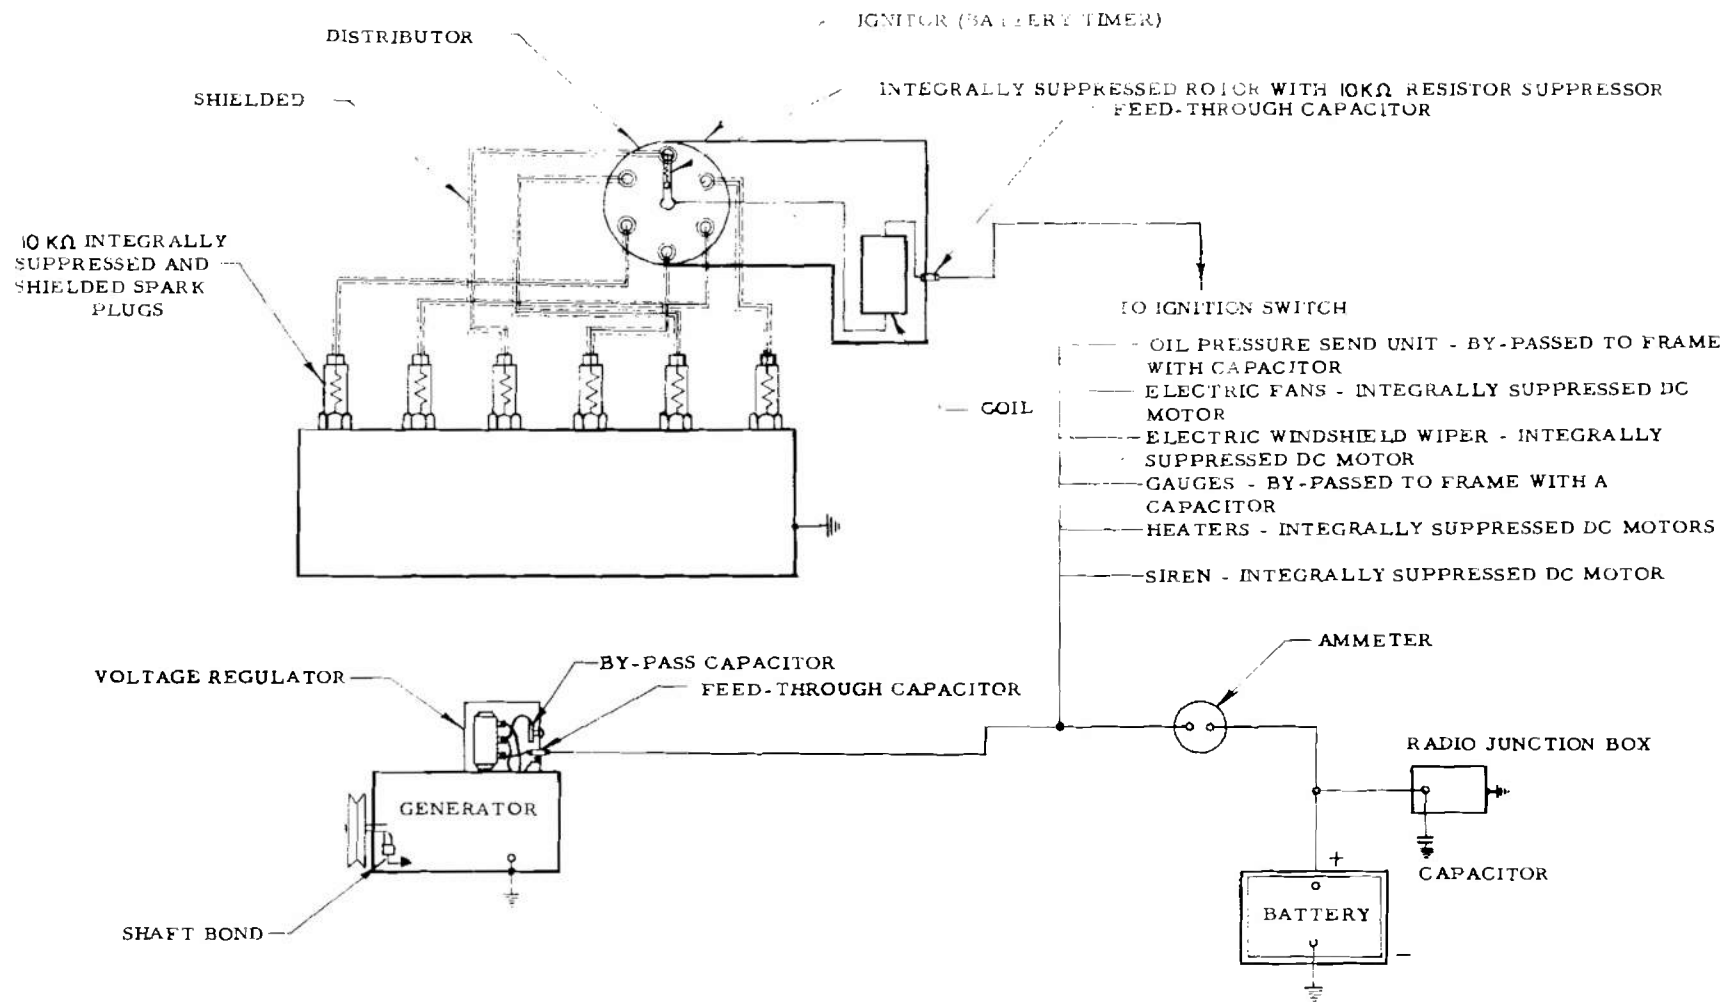 IGNITOR (BATTERY TIMER)
DISTRIBUTOR
SHIELDED
INTEGRALLY SUPPRESSED ROTOR WITH 10KΩ RESISTOR SUPPRESSOR
FEED-THROUGH CAPACITOR
10 KΩ INTEGRALLY
SUPPRESSED AND
SHIELDED SPARK
PLUGS
COIL
TO IGNITION SWITCH
OIL PRESSURE SEND UNIT - BY-PASSED TO FRAME
WITH CAPACITOR
ELECTRIC FANS - INTEGRALLY SUPPRESSED DC
MOTOR
ELECTRIC WINDSHIELD WIPER - INTEGRALLY
SUPPRESSED DC MOTOR
GAUGES - BY-PASSED TO FRAME WITH A
CAPACITOR
HEATERS - INTEGRALLY SUPPRESSED DC MOTORS
SIREN - INTEGRALLY SUPPRESSED DC MOTOR
AMMETER
VOLTAGE REGULATOR
BY-PASS CAPACITOR
FEED-THROUGH CAPACITOR
RADIO JUNCTION BOX
GENERATOR
CAPACITOR
+
BATTERY
-
SHAFT BOND